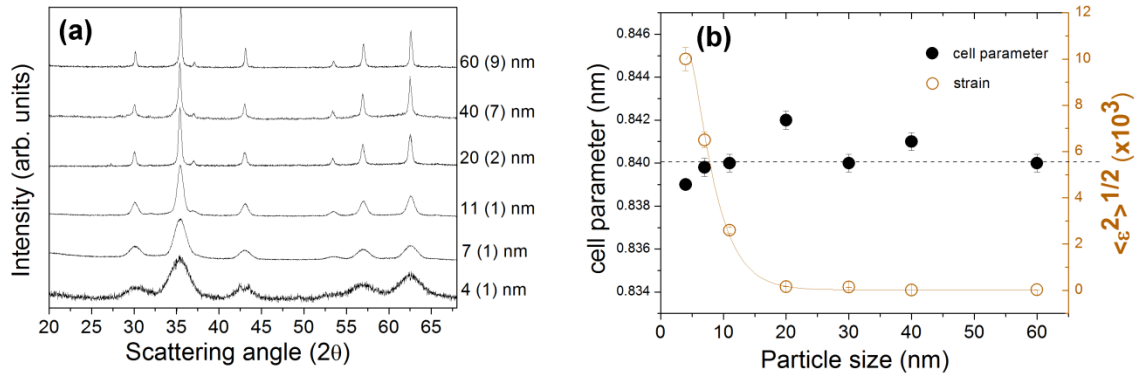 (a)
60 (9) nm
40 (7) nm
20 (2) nm
11 (1) nm
7 (1) nm
4 (1) nm
Intensity (arb. units)
20 25 30 35 40 45 50 55 60 65
Scattering angle (2θ)
(b)
cell parameter
strain
0.846
0.844
0.842
0.840
0.838
0.836
0.834
cell parameter (nm)
0 10 20 30 40 50 60
Particle size (nm)
12
10
8
6
4
2
0
<ε2>1/2 (x103)